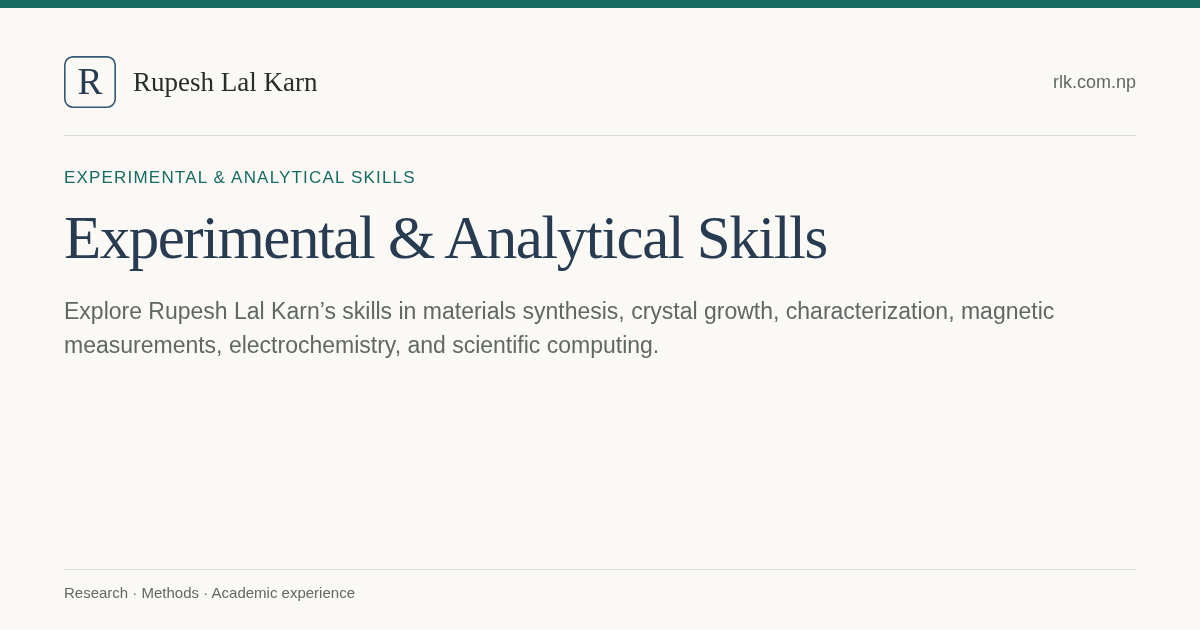 R Rupesh Lal Karn
rlk.com.np
EXPERIMENTAL & ANALYTICAL SKILLS
Experimental & Analytical Skills
Explore Rupesh Lal Karn’s skills in materials synthesis, crystal growth, characterization, magnetic
measurements, electrochemistry, and scientific computing.
Research · Methods · Academic experience